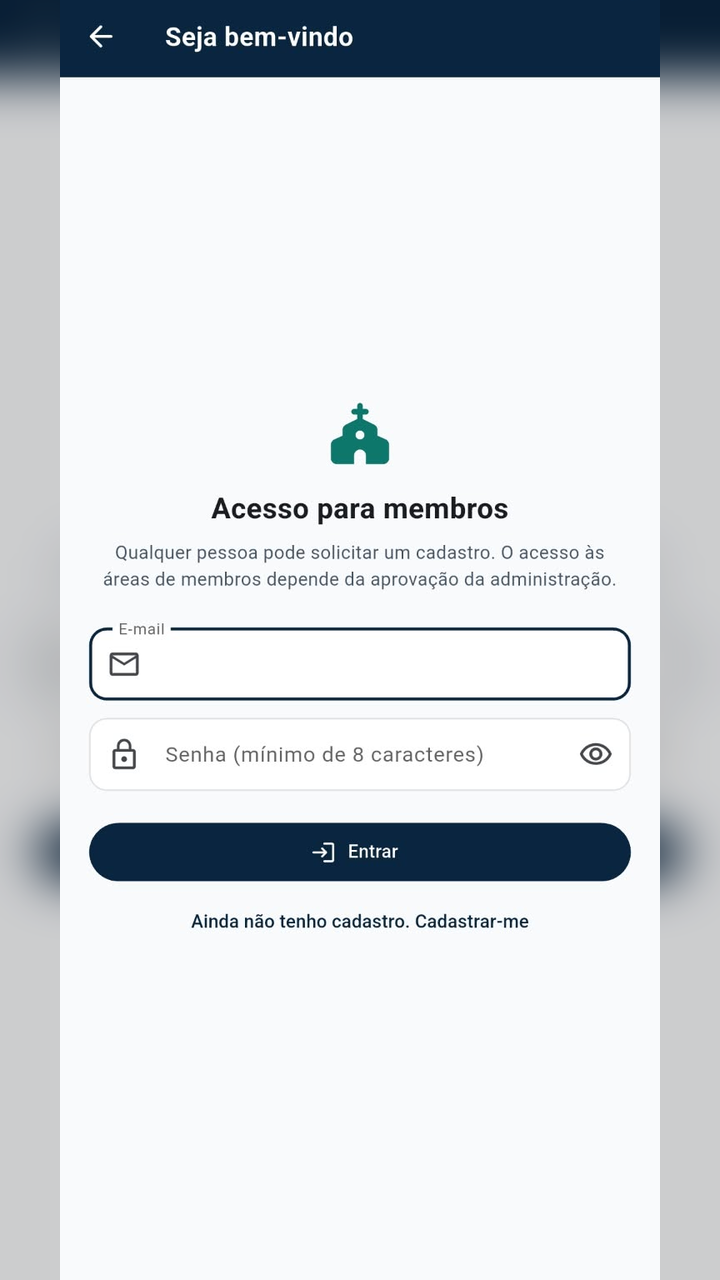 Seja bem-vindo
Acesso para membros
Qualquer pessoa pode solicitar um cadastro. O acesso às
áreas de membros depende da aprovação da administração.
E-mail
Senha (mínimo de 8 caracteres)
Entrar
Ainda não tenho cadastro. Cadastrar-me